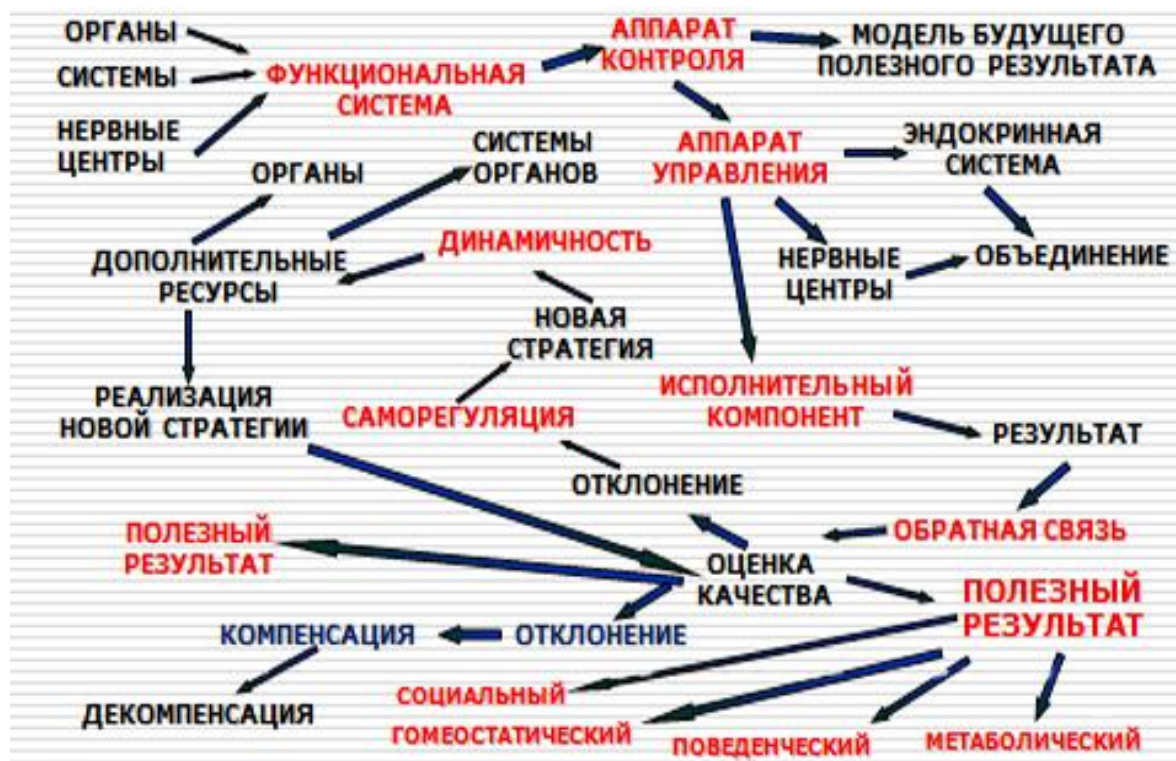 ОРГАНЫ
СИСТЕМЫ
НЕРВНЫЕ
ЦЕНТРЫ
ФУНКЦИОНАЛЬНАЯ
СИСТЕМА
АППАРАТ
КОНТРОЛЯ
МОДЕЛЬ БУДУЩЕГО
ПОЛЕЗНОГО РЕЗУЛЬТАТА
АППАРАТ
УПРАВЛЕНИЯ
ЭНДОКРИННАЯ
СИСТЕМА
НЕРВНЫЕ
ЦЕНТРЫ
ОБЪЕДИНЕНИЕ
ОРГАНЫ
СИСТЕМЫ
ОРГАНОВ
ДИНАМИЧНОСТЬ
ДОПОЛНИТЕЛЬНЫЕ
РЕСУРСЫ
НОВАЯ
СТРАТЕГИЯ
РЕАЛИЗАЦИЯ
НОВОЙ СТРАТЕГИИ
САМОРЕГУЛЯЦИЯ
ИСПОЛНИТЕЛЬНЫЙ
КОМПОНЕНТ
РЕЗУЛЬТАТ
ОТКЛОНЕНИЕ
ОБРАТНАЯ СВЯЗЬ
ПОЛЕЗНЫЙ
РЕЗУЛЬТАТ
ОЦЕНКА
КАЧЕСТВА
ПОЛЕЗНЫЙ
РЕЗУЛЬТАТ
КОМПЕНСАЦИЯ
ОТКЛОНЕНИЕ
ДЕКОМПЕНСАЦИЯ
СОЦИАЛЬНЫЙ
ГОМЕОСТАТИЧЕСКИЙ
ПОВЕДЕНЧЕСКИЙ
МЕТАБОЛИЧЕСКИЙ